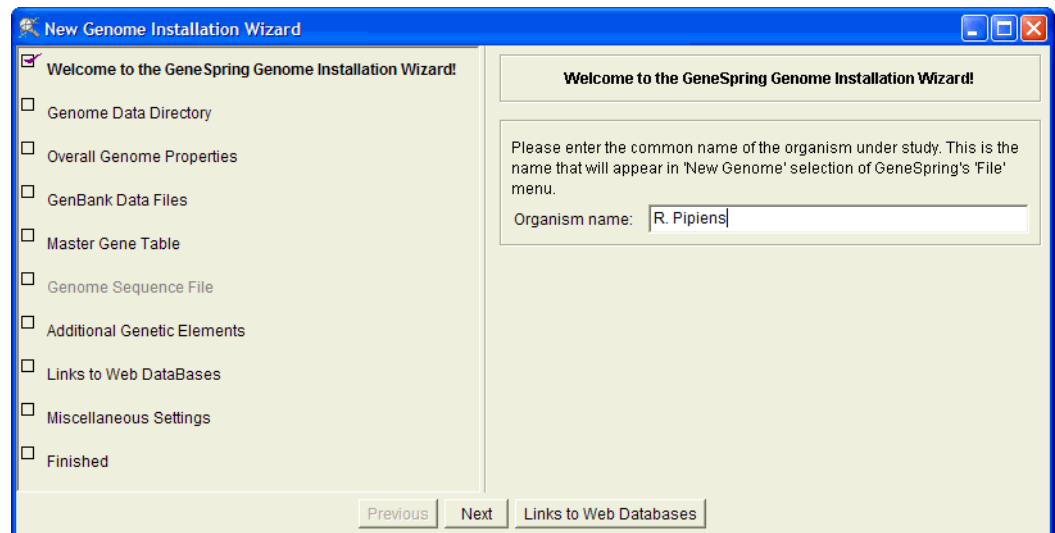 New Genome Installation Wizard
Welcome to the GeneSpring Genome Installation Wizard!
Genome Data Directory
Overall Genome Properties
GenBank Data Files
Master Gene Table
Genome Sequence File
Additional Genetic Elements
Links to Web DataBases
Miscellaneous Settings
Finished
Welcome to the GeneSpring Genome Installation Wizard!
Please enter the common name of the organism under study. This is the
name that will appear in 'New Genome' selection of GeneSpring's 'File'
menu.
Organism name: R. Pipiens
Previous Next Links to Web Databases